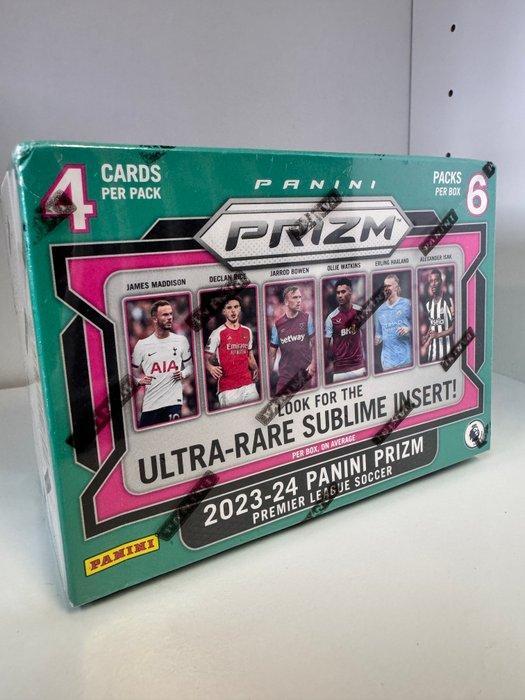 4 CARDS
PER PACK
PANINI
PACKS
PER BOX 6
PRIZM
JAMES MADDISON DECLAN RICE JARROD BOWEN OLLIE WATKINS ERLING HAALAND ALEXANDER ISAK
AIA
Emirates
betway
LOOK FOR THE
ULTRA-RARE SUBLIME INSERT!
PER BOX, ON AVERAGE
2023-24 PANINI PRIZM
PREMIER LEAGUE SOCCER
PANINI